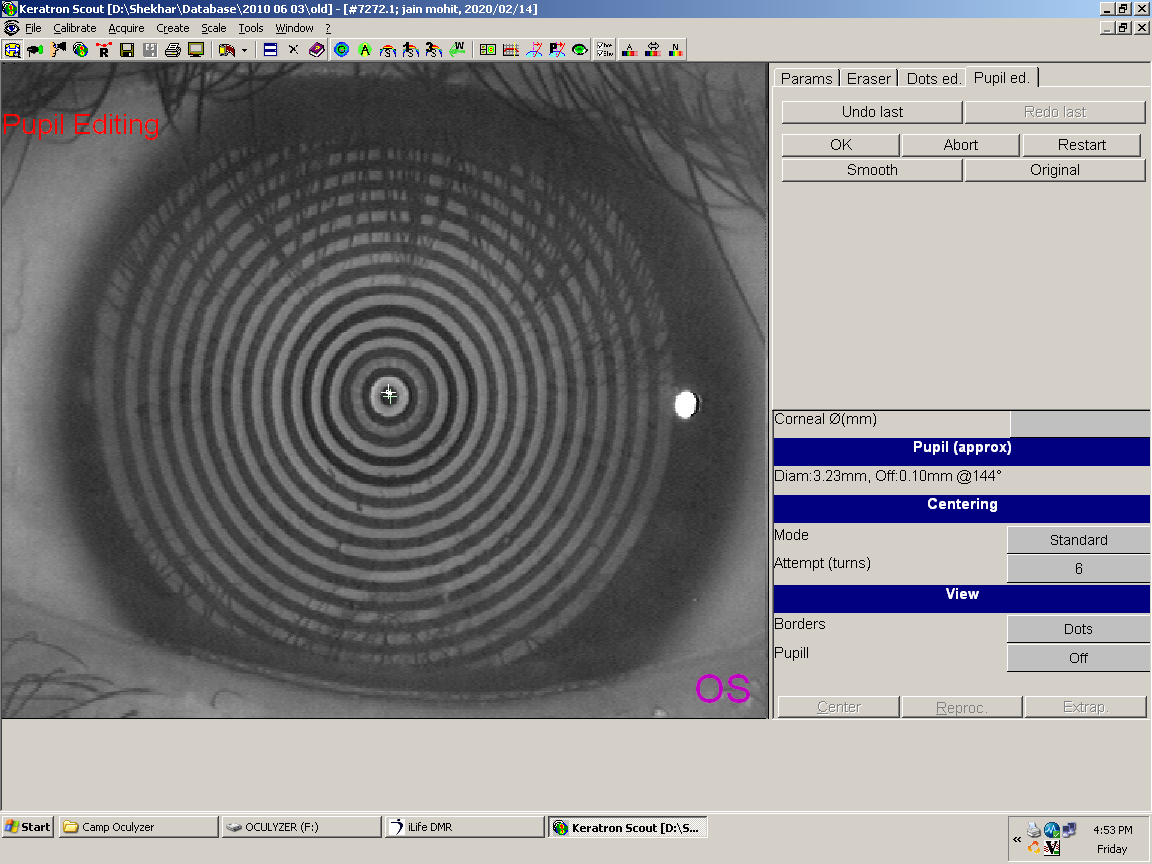 Keratron Scout [D:\Shekhar\Database\2010 06 03\old] - [#7272.1; jain mohit, 2020/02/14]
File Calibrate Acquire Create Scale Tools Window ?
Params Eraser Dots ed. Pupil ed.
Undo last Redo last
Pupil Editing
OK Abort Restart
Smooth Original
Corneal Ø(mm)
Pupil (approx)
Diam:3.23mm, Off:0.10mm @144°
Centering
Mode Standard
Attempt (turns) 6
View
Borders Dots
Pupill Off
OS
Center Reproc. Extrap.
Start Camp Oculyzer OCULYZER (F:) iLife DMR Keratron Scout [D:\S... « 4:53 PM
Friday